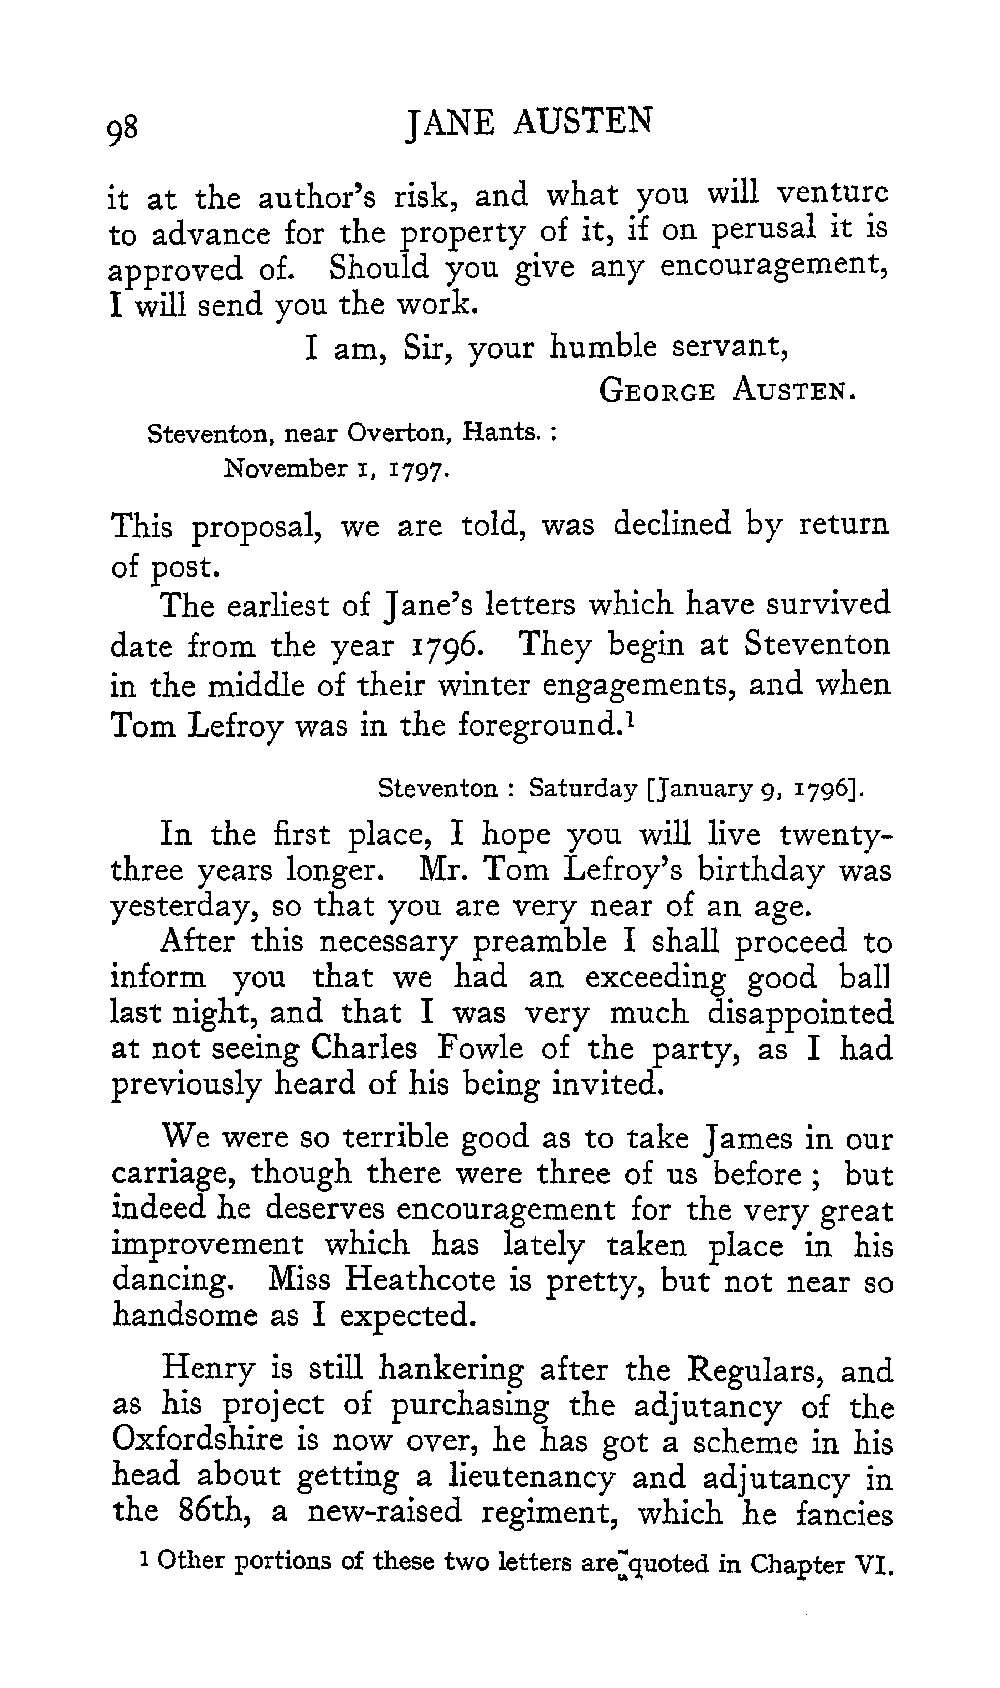 98 JANE AUSTEN
it at the author's risk, and what you will venture
to advance for the property of it, if on perusal it is
approved of. Should you give any encouragement,
I will send you the work.
I am, Sir, your humble servant,
GEORGE AUSTEN.
Steventon, near Overton, Hants. :
November 1, 1797.
This proposal, we are told, was declined by return
of post.
The earliest of Jane's letters which have survived
date from the year 1796. They begin at Steventon
in the middle of their winter engagements, and when
Tom Lefroy was in the foreground.¹
Steventon : Saturday [January 9, 1796].
In the first place, I hope you will live twenty-
three years longer. Mr. Tom Lefroy's birthday was
yesterday, so that you are very near of an age.
After this necessary preamble I shall proceed to
inform you that we had an exceeding good ball
last night, and that I was very much disappointed
at not seeing Charles Fowle of the party, as I had
previously heard of his being invited.
We were so terrible good as to take James in our
carriage, though there were three of us before ; but
indeed he deserves encouragement for the very great
improvement which has lately taken place in his
dancing. Miss Heathcote is pretty, but not near so
handsome as I expected.
Henry is still hankering after the Regulars, and
as his project of purchasing the adjutancy of the
Oxfordshire is now over, he has got a scheme in his
head about getting a lieutenancy and adjutancy in
the 86th, a new-raised regiment, which he fancies
¹ Other portions of these two letters are quoted in Chapter VI.